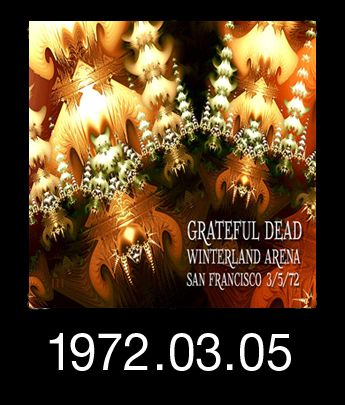 GRATEFUL DEAD
WINTERLAND ARENA
SAN FRANCISCO 3/5/72
1972.03.05